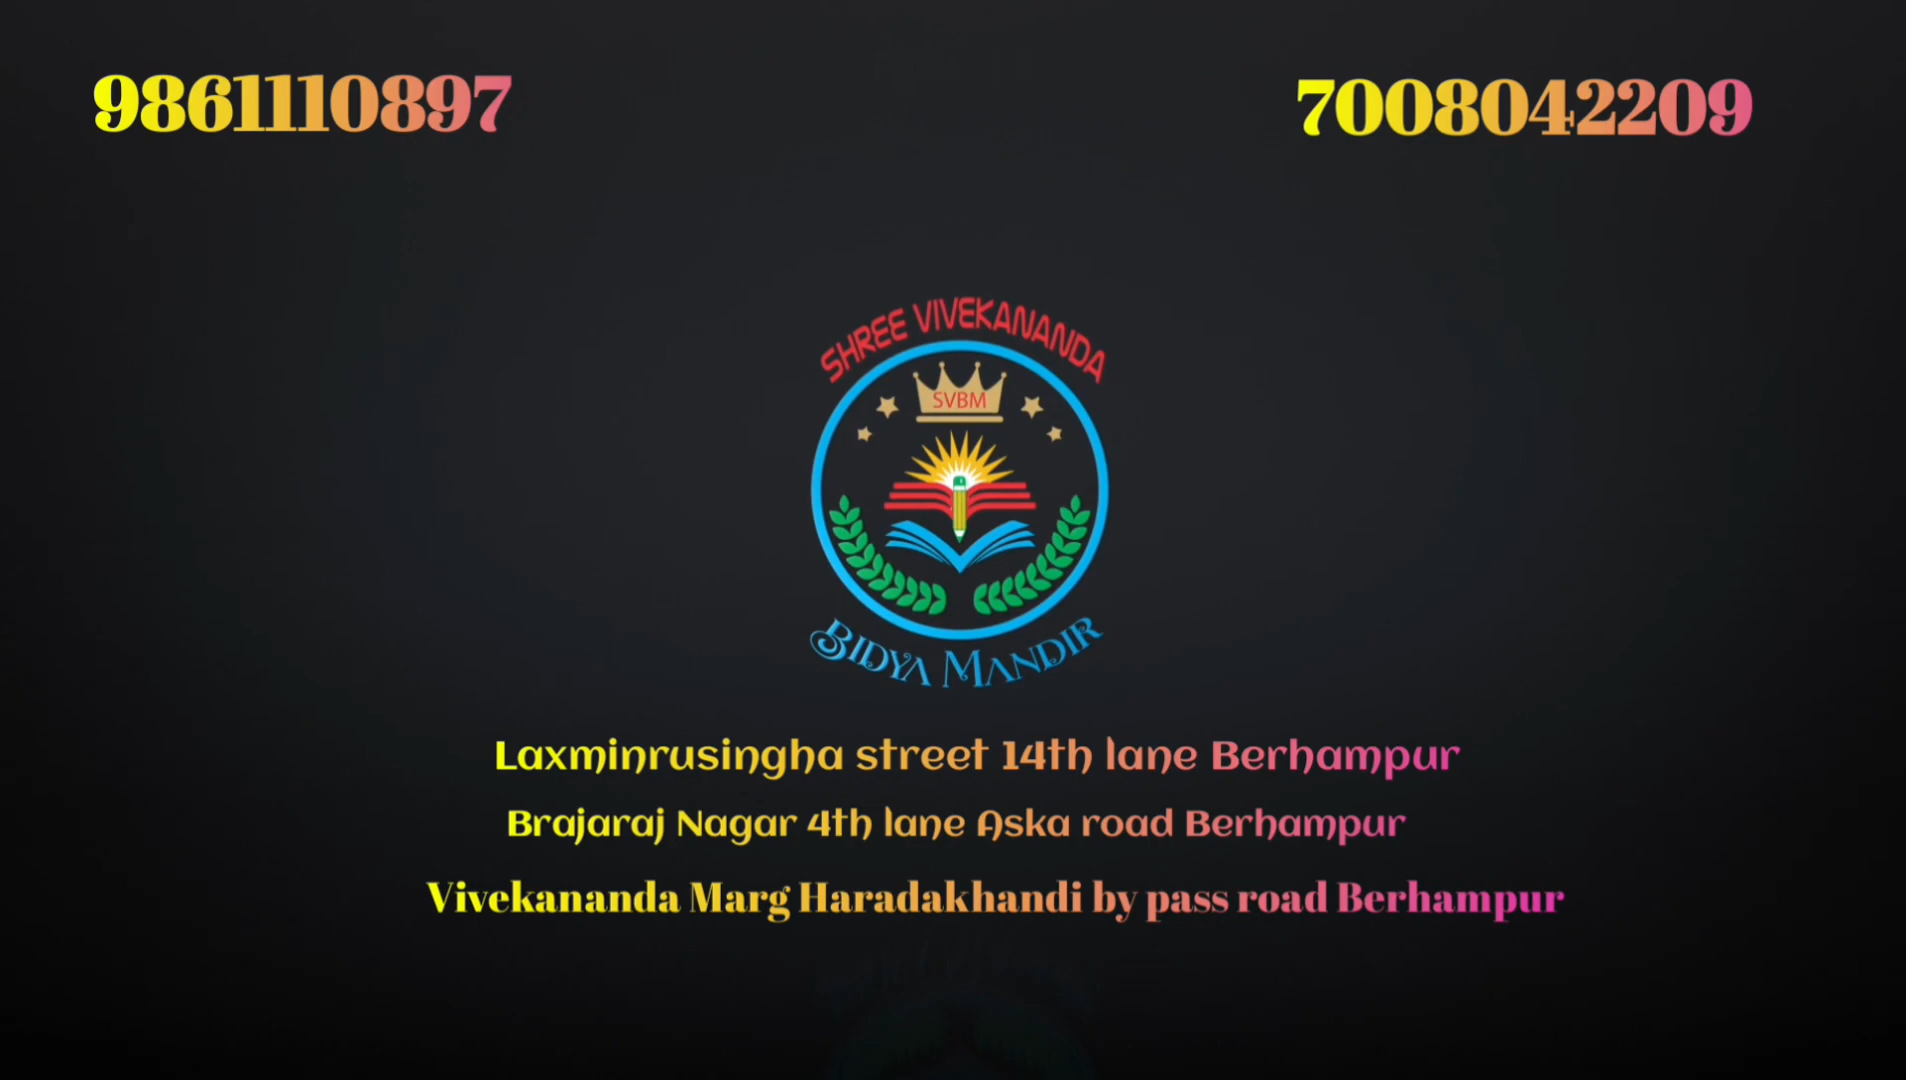 9861110897
7008042209
SHREE VIVEKANANDA
SVBM
BIDYA MANDIR
Laxminrusingha street 14th lane Berhampur
Brajaraj Nagar 4th lane Aska road Berhampur
Vivekananda Marg Haradakhandi by pass road Berhampur